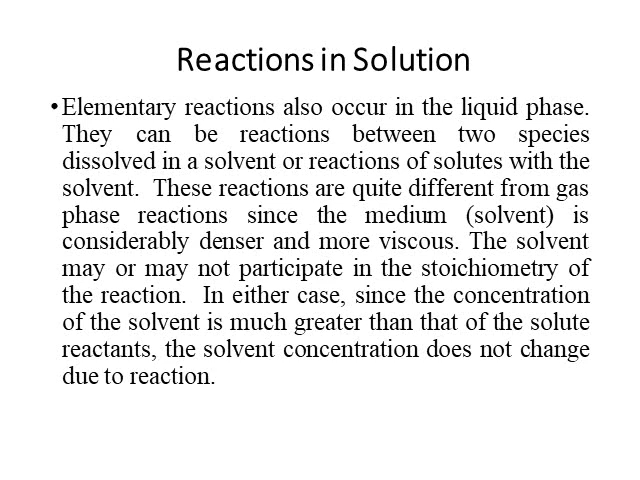 Reactions in Solution
•Elementary reactions also occur in the liquid phase.
They can be reactions between two species
dissolved in a solvent or reactions of solutes with the
solvent. These reactions are quite different from gas
phase reactions since the medium (solvent) is
considerably denser and more viscous. The solvent
may or may not participate in the stoichiometry of
the reaction. In either case, since the concentration
of the solvent is much greater than that of the solute
reactants, the solvent concentration does not change
due to reaction.